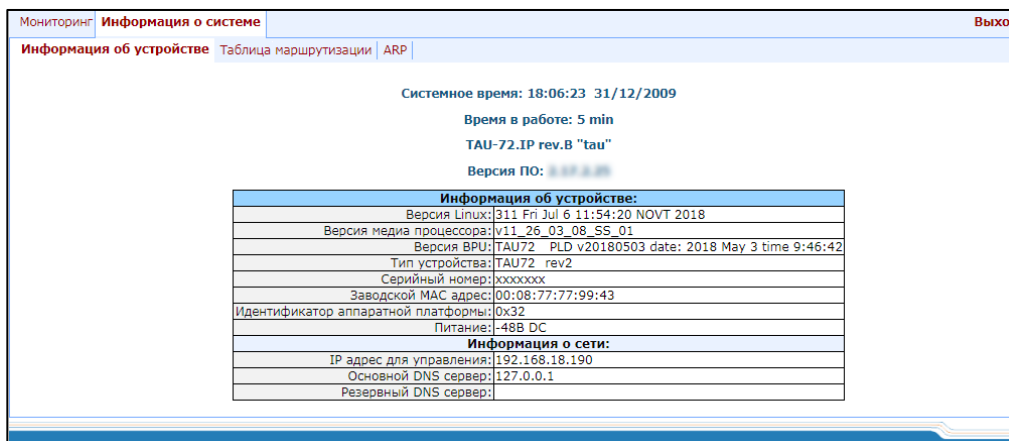 Мониторинг Информация о системе Выхо
Информация об устройстве Таблица маршрутизации ARP
Системное время: 18:06:23 31/12/2009
Время в работе: 5 min
TAU-72.IP rev.B "tau"
Версия ПО:
Информация об устройстве:
Версия Linux: 311 Fri Jul 6 11:54:20 NOVT 2018
Версия медиа процессора: v11_26_03_08_SS_01
Версия BPU: TAU72 PLD v20180503 date: 2018 May 3 time 9:46:42
Тип устройства: TAU72 rev2
Серийный номер: xxxxxxx
Заводской MAC адрес: 00:08:77:77:99:43
Идентификатор аппаратной платформы: 0x32
Питание: -48В DC
Информация о сети:
IP адрес для управления: 192.168.18.190
Основной DNS сервер: 127.0.0.1
Резервный DNS сервер: